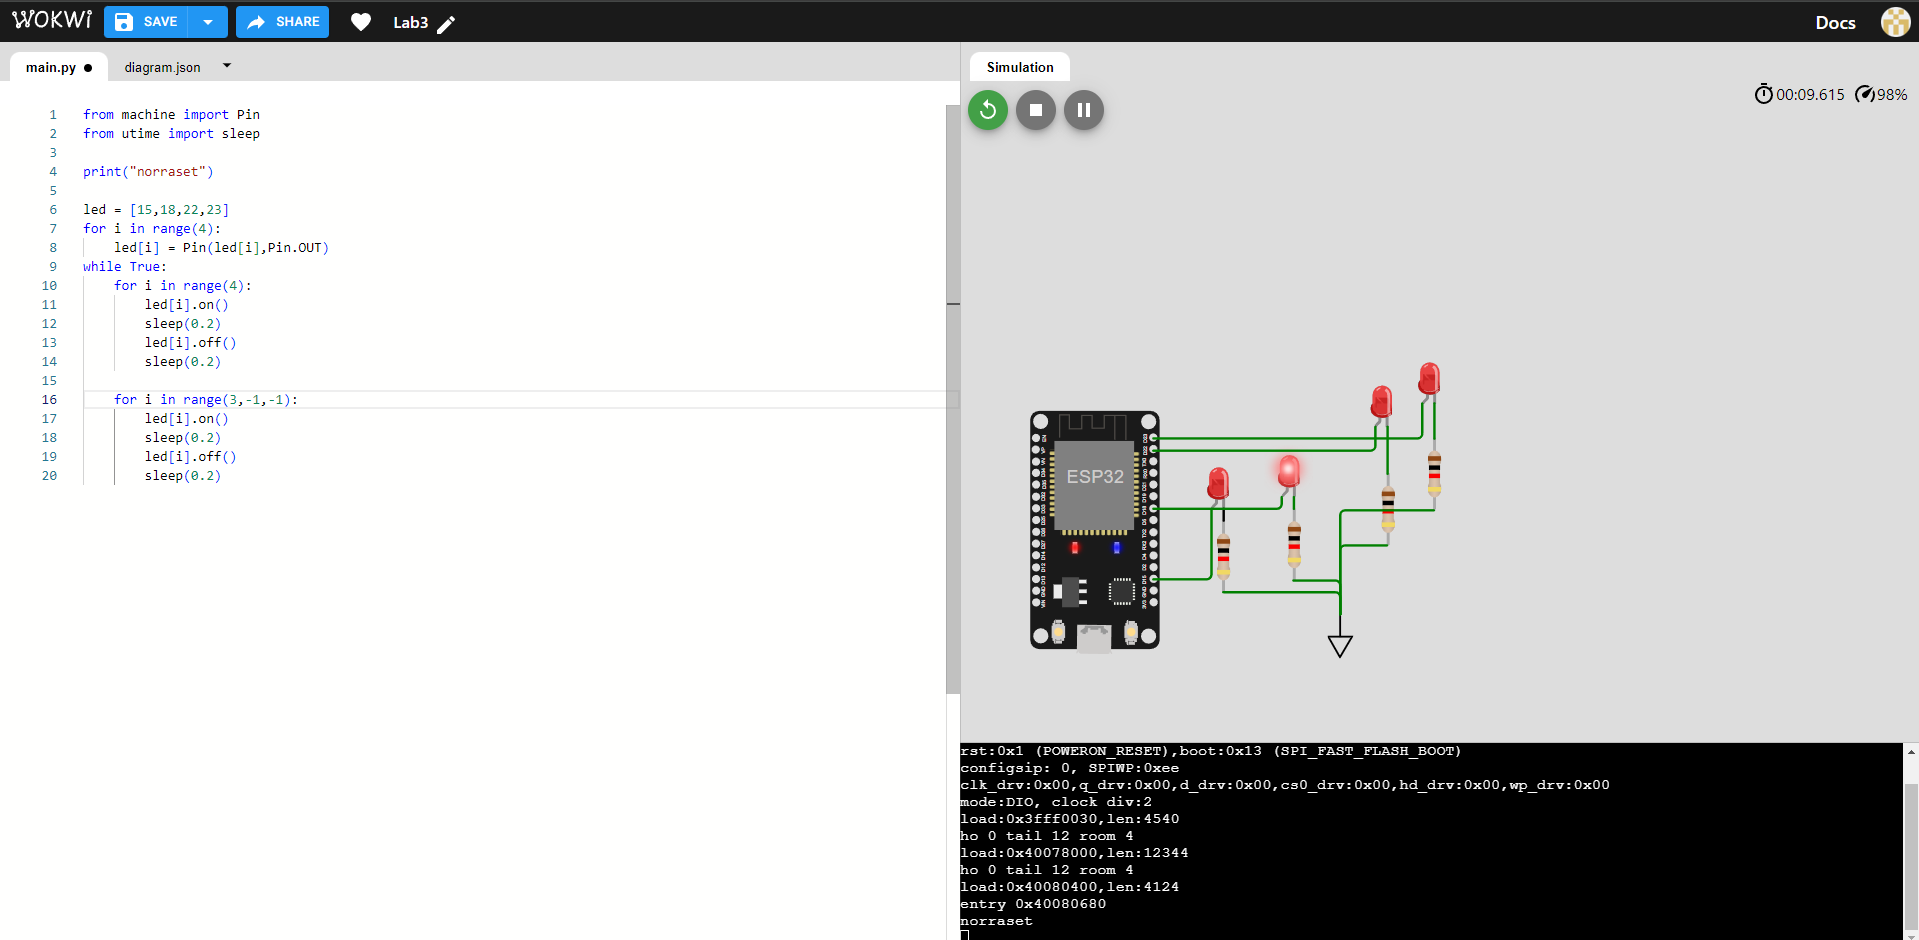 WOKWI SAVE SHARE Lab3 Docs
main.py diagram.json
Simulation
00:09.615 98%
1 from machine import Pin
2 from utime import sleep
3
4 print("norraset")
5
6 led = [15,18,22,23]
7 for i in range(4):
8     led[i] = Pin(led[i],Pin.OUT)
9 while True:
10     for i in range(4):
11         led[i].on()
12         sleep(0.2)
13         led[i].off()
14         sleep(0.2)
15
16     for i in range(3,-1,-1):
17         led[i].on()
18         sleep(0.2)
19         led[i].off()
20         sleep(0.2)
ESP32
rst:0x1 (POWERON_RESET),boot:0x13 (SPI_FAST_FLASH_BOOT)
configsip: 0, SPIWP:0xee
clk_drv:0x00,q_drv:0x00,d_drv:0x00,cs0_drv:0x00,hd_drv:0x00,wp_drv:0x00
mode:DIO, clock div:2
load:0x3fff0030,len:4540
ho 0 tail 12 room 4
load:0x40078000,len:12344
ho 0 tail 12 room 4
load:0x40080400,len:4124
entry 0x40080680
norraset